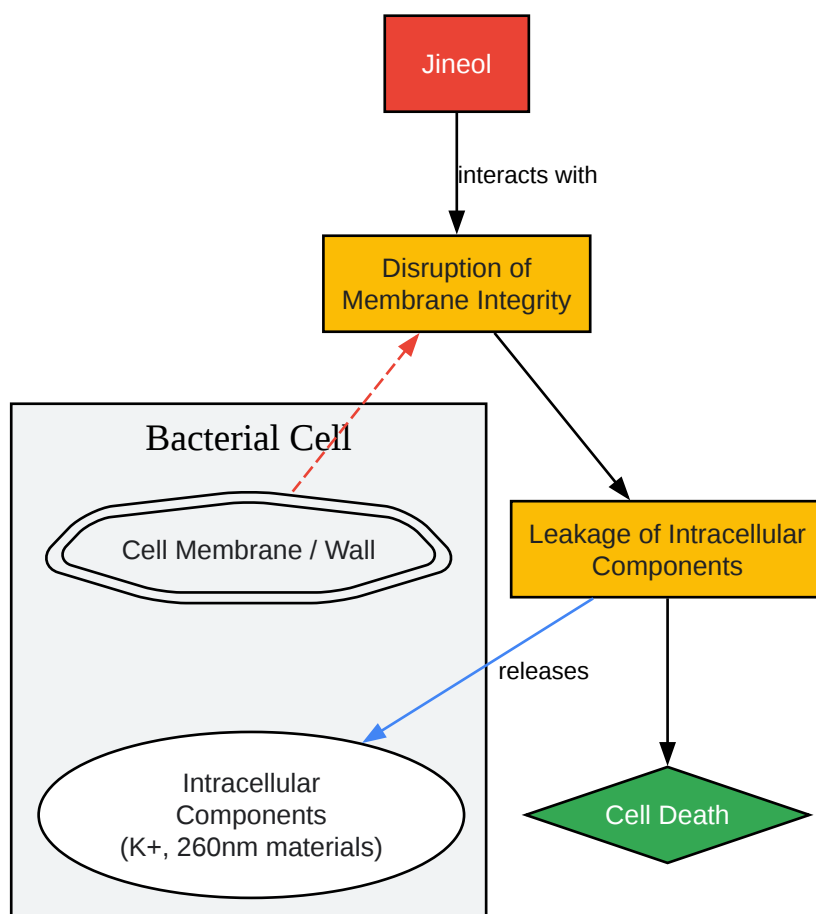 Jineol
interacts with
Disruption of
Membrane Integrity
Bacterial Cell
Cell Membrane / Wall
Leakage of Intracellular
Components
releases
Intracellular
Components
(K+, 260nm materials)
Cell Death